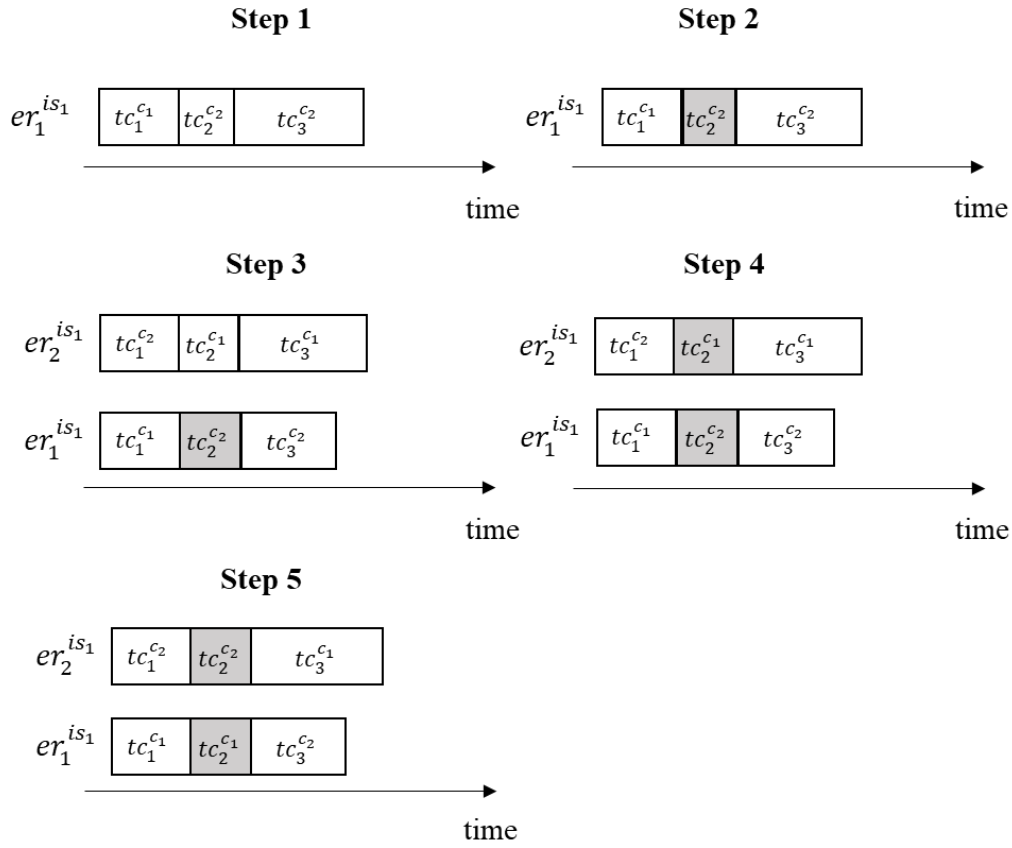 Step 1
$er_1^{is_1}$ $tc_1^{c_1}$ $tc_2^{c_2}$ $tc_3^{c_2}$
time
Step 2
$er_1^{is_1}$ $tc_1^{c_1}$ $tc_2^{c_2}$ $tc_3^{c_2}$
time
Step 3
$er_2^{is_1}$ $tc_1^{c_2}$ $tc_2^{c_1}$ $tc_3^{c_1}$
$er_1^{is_1}$ $tc_1^{c_1}$ $tc_2^{c_2}$ $tc_3^{c_2}$
time
Step 4
$er_2^{is_1}$ $tc_1^{c_2}$ $tc_2^{c_1}$ $tc_3^{c_1}$
$er_1^{is_1}$ $tc_1^{c_1}$ $tc_2^{c_2}$ $tc_3^{c_2}$
time
Step 5
$er_2^{is_1}$ $tc_1^{c_2}$ $tc_2^{c_2}$ $tc_3^{c_1}$
$er_1^{is_1}$ $tc_1^{c_1}$ $tc_2^{c_1}$ $tc_3^{c_2}$
time